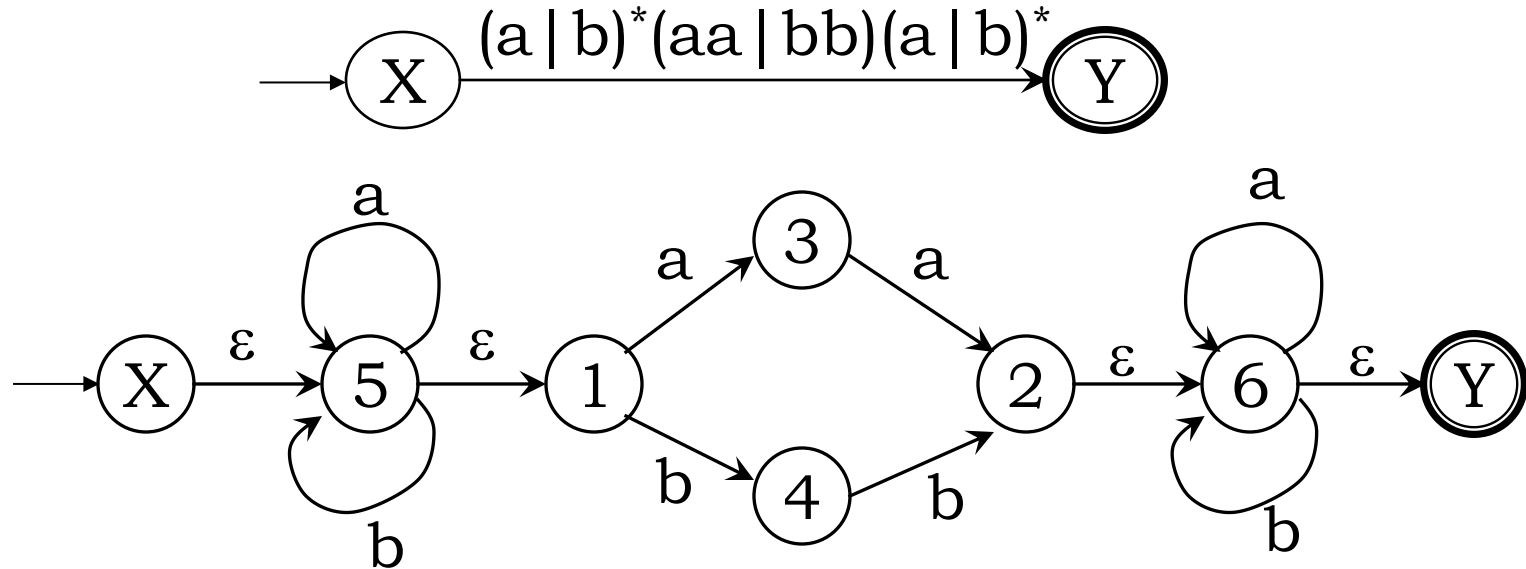 (a | b)*(aa | bb)(a | b)*
X Y
a a
3
a a
ε ε ε ε
X 5 1 2 6 Y
b b
4
b b